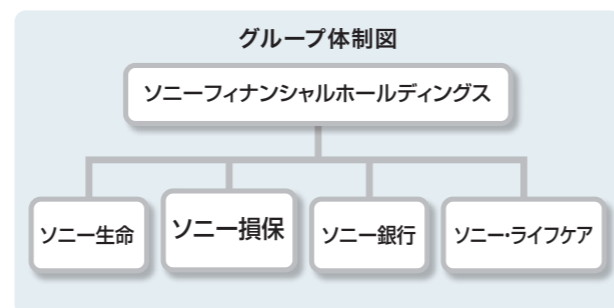 グループ体制図
ソニーフィナンシャルホールディングス
ソニー生命
ソニー損保
ソニー銀行
ソニー・ライフケア